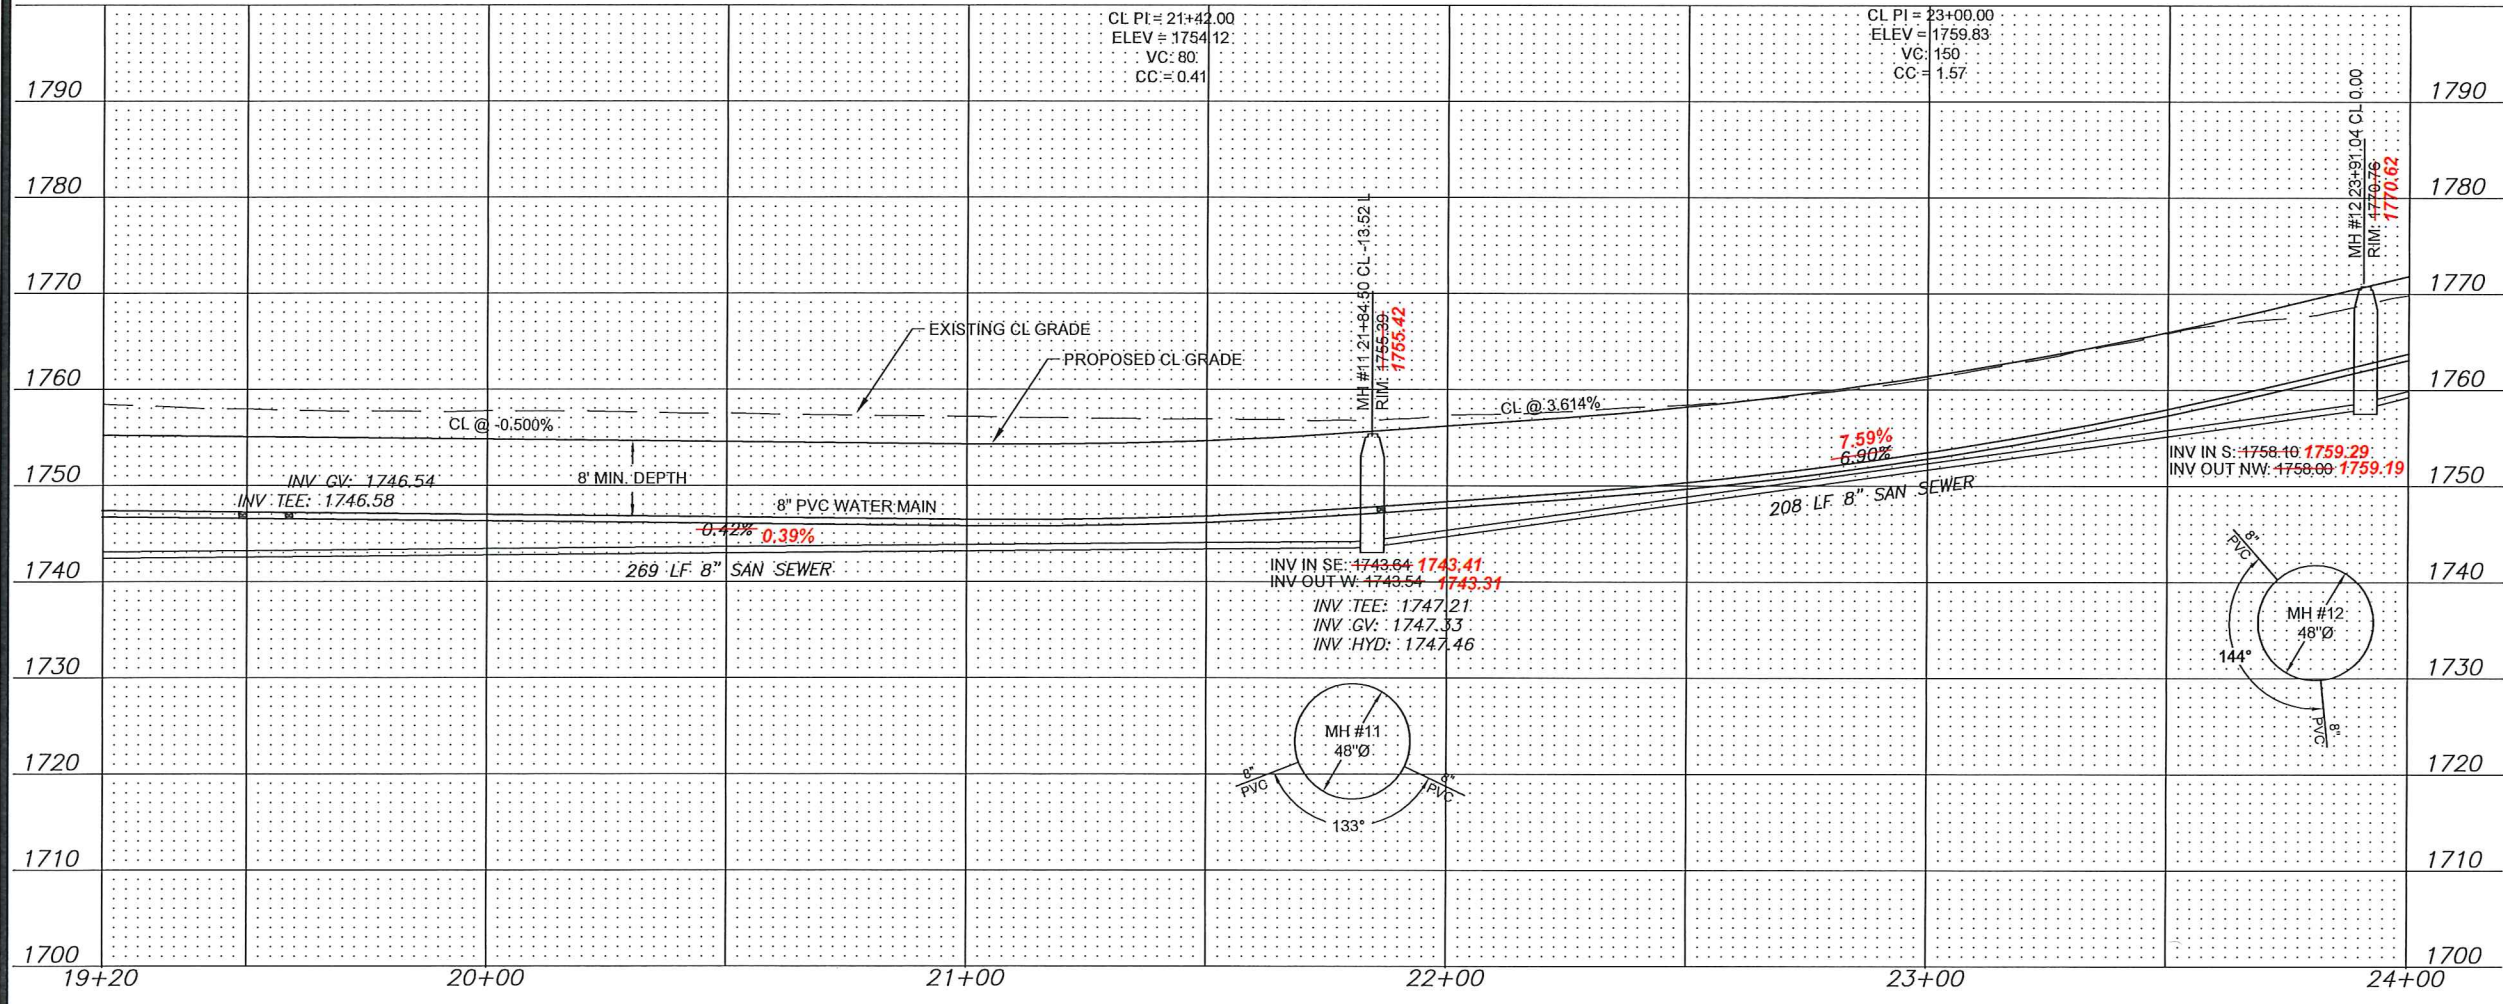 CL PI = 21+42.00
ELEV = 1754.12
VC: 80
CC = 0.41
CL PI = 23+00.00
ELEV = 1759.83
VC: 150
CC = 1.57
1790
1790
1780
1780
1770
1770
1760
1760
1750
1750
1740
1740
1730
1730
1720
1720
1710
1710
1700
1700
MH #11 21+84.50 CL -13.52 L
RIM: 1755.39
1755.42
MH #12 23+91.04 CL 0.00
RIM: 1770.76
1770.62
EXISTING CL GRADE
PROPOSED CL GRADE
CL @ -0.500%
CL @ 3.614%
INV GV: 1746.54
INV TEE: 1746.58
8' MIN. DEPTH
8" PVC WATER MAIN
0.42% 0.39%
269 LF 8" SAN SEWER
7.59%
6.90%
208 LF 8" SAN SEWER
INV IN S: 1758.10 1759.29
INV OUT NW: 1758.00 1759.19
INV IN SE: 1743.64 1743.41
INV OUT W: 1743.54 1743.31
INV TEE: 1747.21
INV GV: 1747.33
INV HYD: 1747.46
MH #11
48"Ø
8"
PVC
8"
PVC
133°
8"
PVC
MH #12
48"Ø
144°
8"
PVC
19+20
20+00
21+00
22+00
23+00
24+00